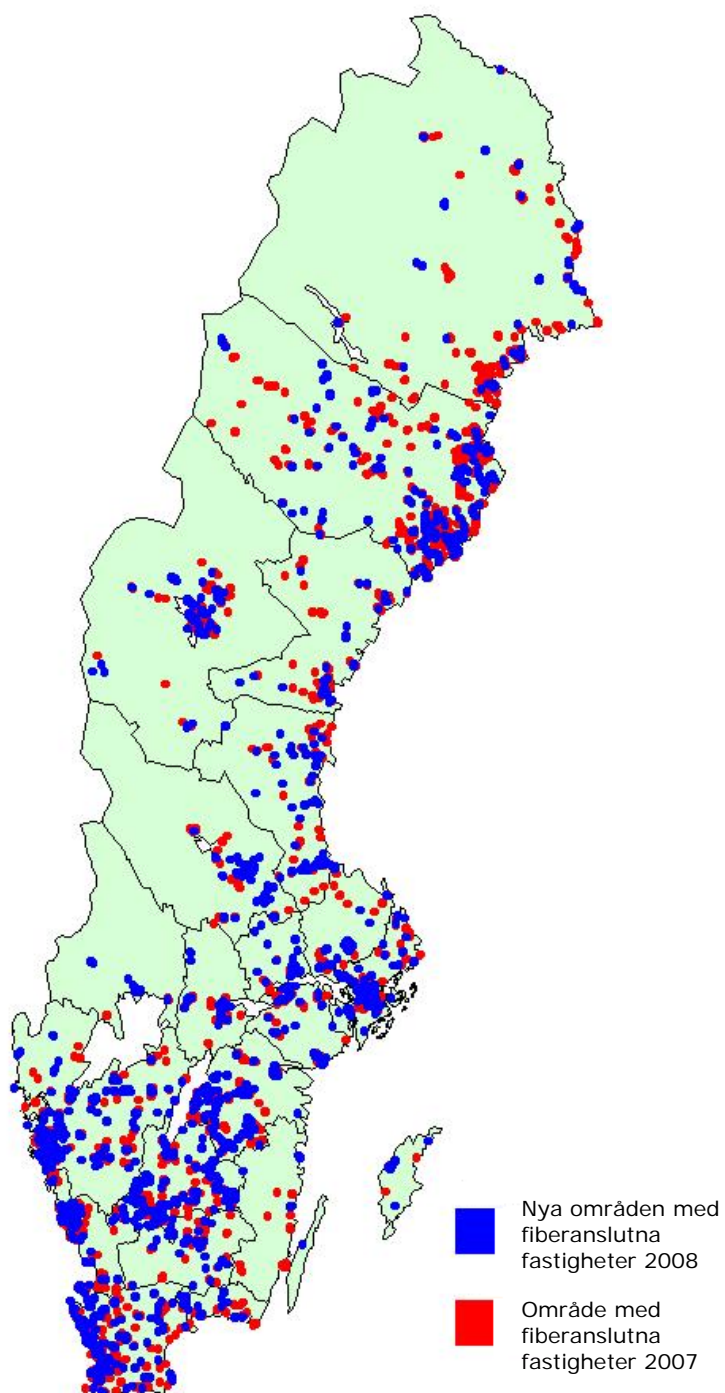 Nya områden med
fiberanslutna
fastigheter 2008
Område med
fiberanslutna
fastigheter 2007